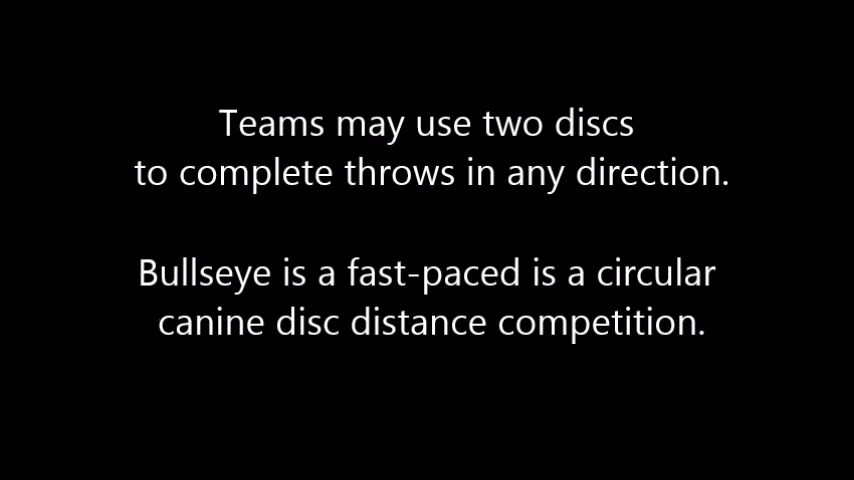 Teams may use two discs
to complete throws in any direction.
Bullseye is a fast-paced is a circular
canine disc distance competition.